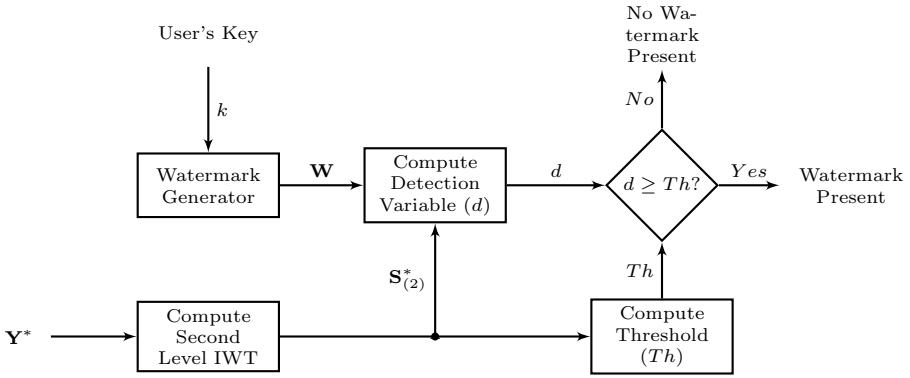 User's Key
No Wa-
termark
Present
k
No
Watermark
Generator
W
Compute
Detection
Variable (d)
d
d ≥ Th?
Yes
Watermark
Present
S*(2)
Th
Y*
Compute
Second
Level IWT
Compute
Threshold
(Th)